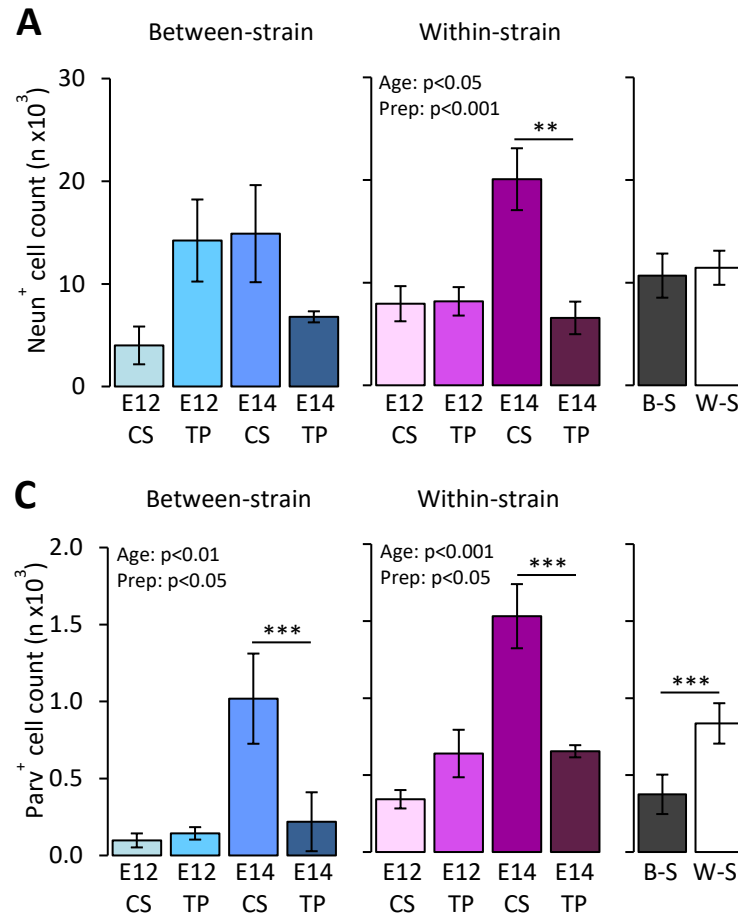 A
Between-strain
Within-strain
Neun+ cell count (n x10^3)
30
20
10
0
Age: p<0.05
Prep: p<0.001
**
E12 E12 E14 E14
CS TP CS TP
E12 E12 E14 E14
CS TP CS TP
B-S W-S
C
Between-strain
Within-strain
Parv+ cell count (n x10^3)
2.0
1.5
1.0
0.5
0.0
Age: p<0.01
Prep: p<0.05
***
Age: p<0.001
Prep: p<0.05
***
***
E12 E12 E14 E14
CS TP CS TP
E12 E12 E14 E14
CS TP CS TP
B-S W-S